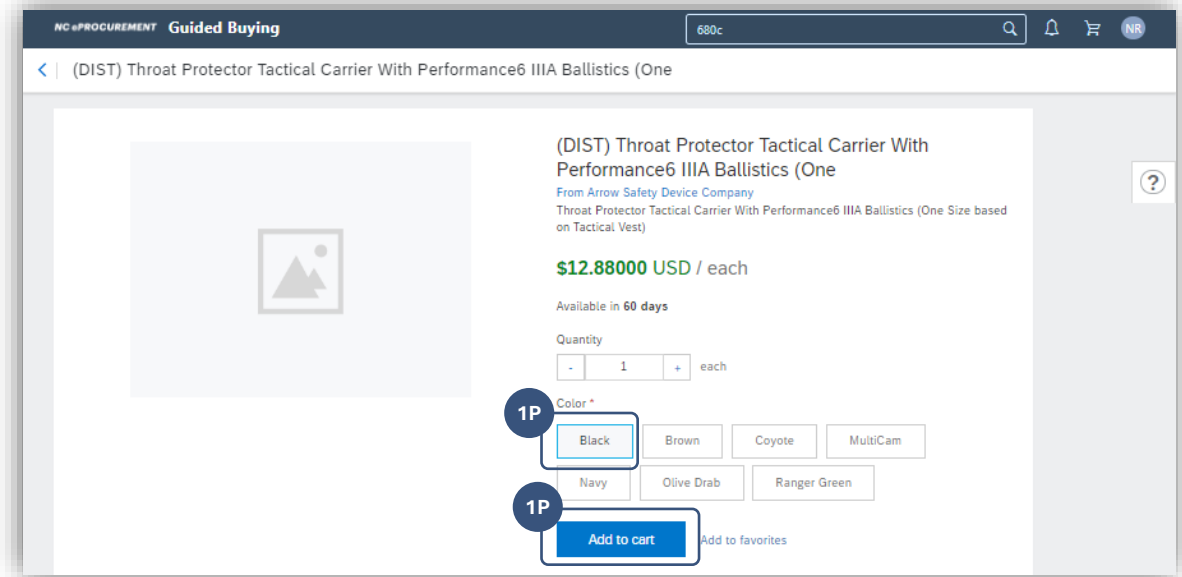 NC ePROCUREMENT Guided Buying
680c
NR
(DIST) Throat Protector Tactical Carrier With Performance6 IIIA Ballistics (One
(DIST) Throat Protector Tactical Carrier With
Performance6 IIIA Ballistics (One
From Arrow Safety Device Company
Throat Protector Tactical Carrier With Performance6 IIIA Ballistics (One Size based
on Tactical Vest)
$12.88000 USD / each
Available in 60 days
Quantity
- 1 + each
Color *
1P
Black Brown Coyote MultiCam
Navy Olive Drab Ranger Green
1P
Add to cart Add to favorites
?